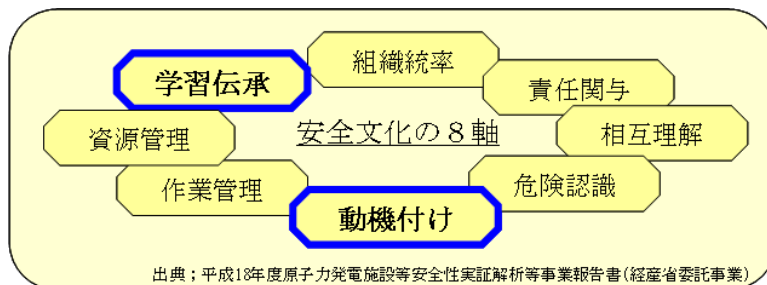 組織統率
学習伝承
責任関与
資源管理
安全文化の８軸
相互理解
作業管理
危険認識
動機付け
出典；平成18年度原子力発電施設等安全性実証解析等事業報告書（経産省委託事業）